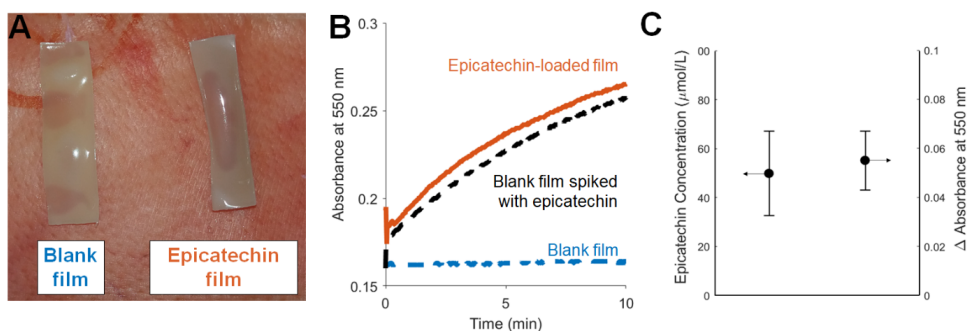 A
Blank
film
Epicatechin
film
B
Absorbance at 550 nm
0.3
0.25
0.2
0.15
Epicatechin-loaded film
Blank film spiked
with epicatechin
Blank film
0
5
10
Time (min)
C
Epicatechin Concentration (μmol/L)
00
80
60
40
20
0
0.1
0.08
0.06
0.04
0.02
0
Δ Absorbance at 550 nm